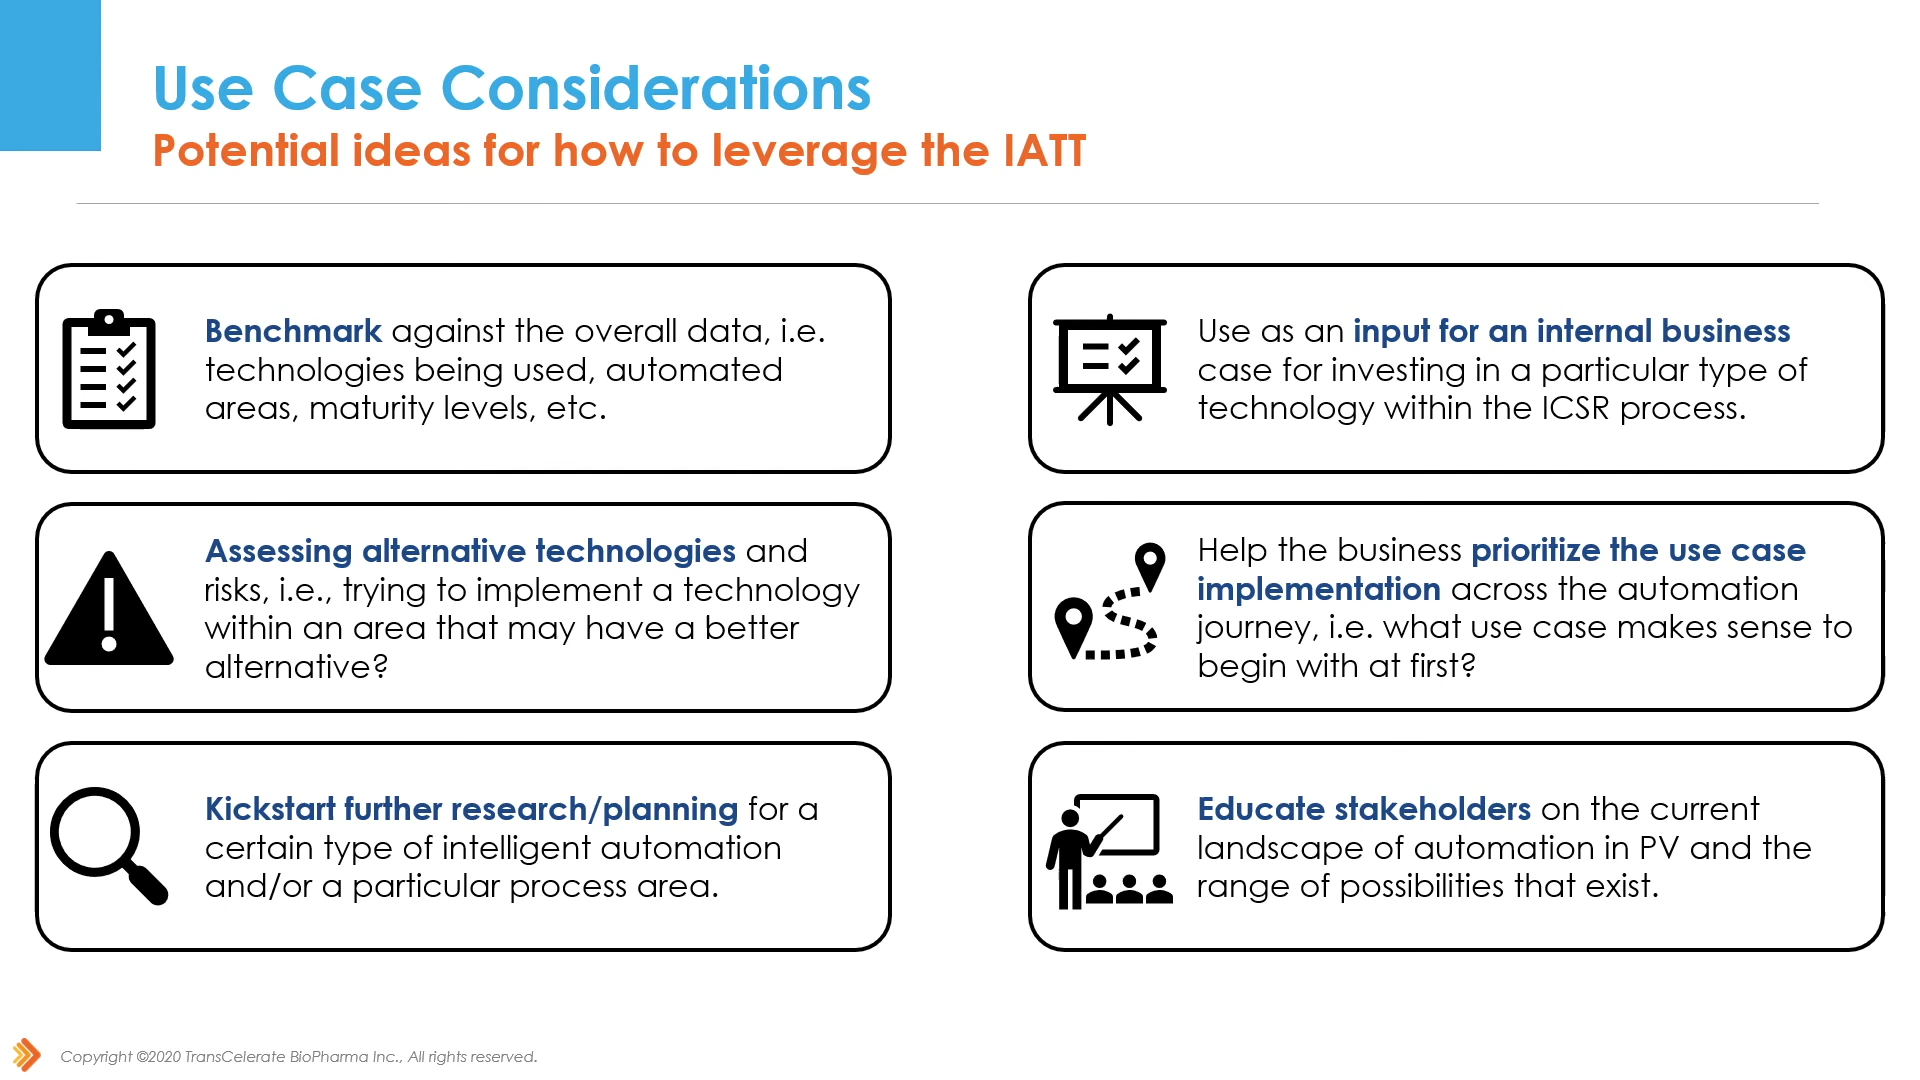 Use Case Considerations
Potential ideas for how to leverage the IATT
Benchmark against the overall data, i.e.
technologies being used, automated
areas, maturity levels, etc.
Use as an input for an internal business
case for investing in a particular type of
technology within the ICSR process.
Assessing alternative technologies and
risks, i.e., trying to implement a technology
within an area that may have a better
alternative?
Help the business prioritize the use case
implementation across the automation
journey, i.e. what use case makes sense to
begin with at first?
Kickstart further research/planning for a
certain type of intelligent automation
and/or a particular process area.
Educate stakeholders on the current
landscape of automation in PV and the
range of possibilities that exist.
Copyright ©2020 TransCelerate BioPharma Inc., All rights reserved.